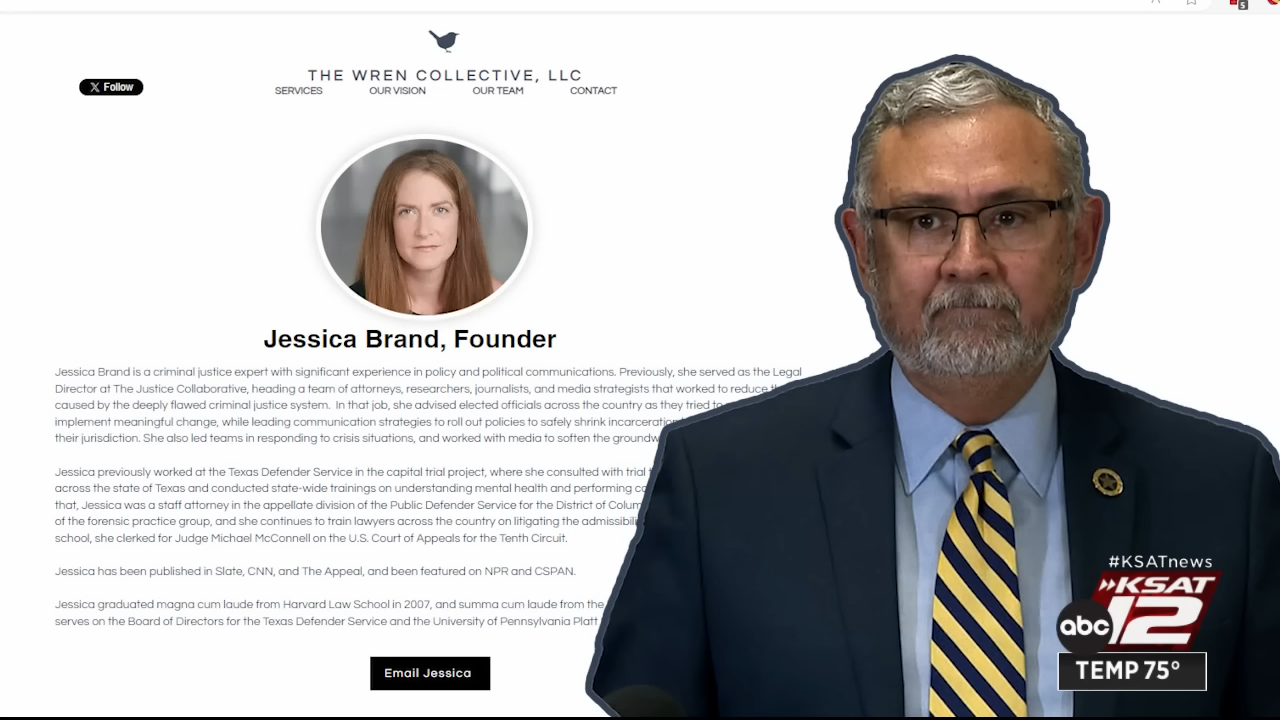 THE WREN COLLECTIVE, LLC
X Follow
SERVICES OUR VISION OUR TEAM CONTACT
Jessica Brand, Founder
Jessica Brand is a criminal justice expert with significant experience in policy and political communications. Previously, she served as the Legal
Director at The Justice Collaborative, heading a team of attorneys, researchers, journalists, and media strategists that worked to reduce
caused by the deeply flawed criminal justice system. In that job, she advised elected officials across the country as they tried to
implement meaningful change, while leading communication strategies to roll out policies to safely shrink incarceration
their jurisdiction. She also led teams in responding to crisis situations, and worked with media to soften the
Jessica previously worked at the Texas Defender Service in the capital trial project, where she consulted with trial
across the state of Texas and conducted state-wide trainings on understanding mental health and performing
that, Jessica was a staff attorney in the appellate division of the Public Defender Service for the District of
of the forensic practice group, and she continues to train lawyers across the country on litigating the
school, she clerked for Judge Michael McConnell on the U.S. Court of Appeals for the Tenth Circuit.
Jessica has been published in Slate, CNN, and The Appeal, and been featured on NPR and CSPAN.
Jessica graduated magna cum laude from Harvard Law School in 2007, and summa cum laude from the
serves on the Board of Directors for the Texas Defender Service and the University of Pennsylvania Platt
Email Jessica
#KSATnews
KSAT
abc 12
TEMP 75°
5